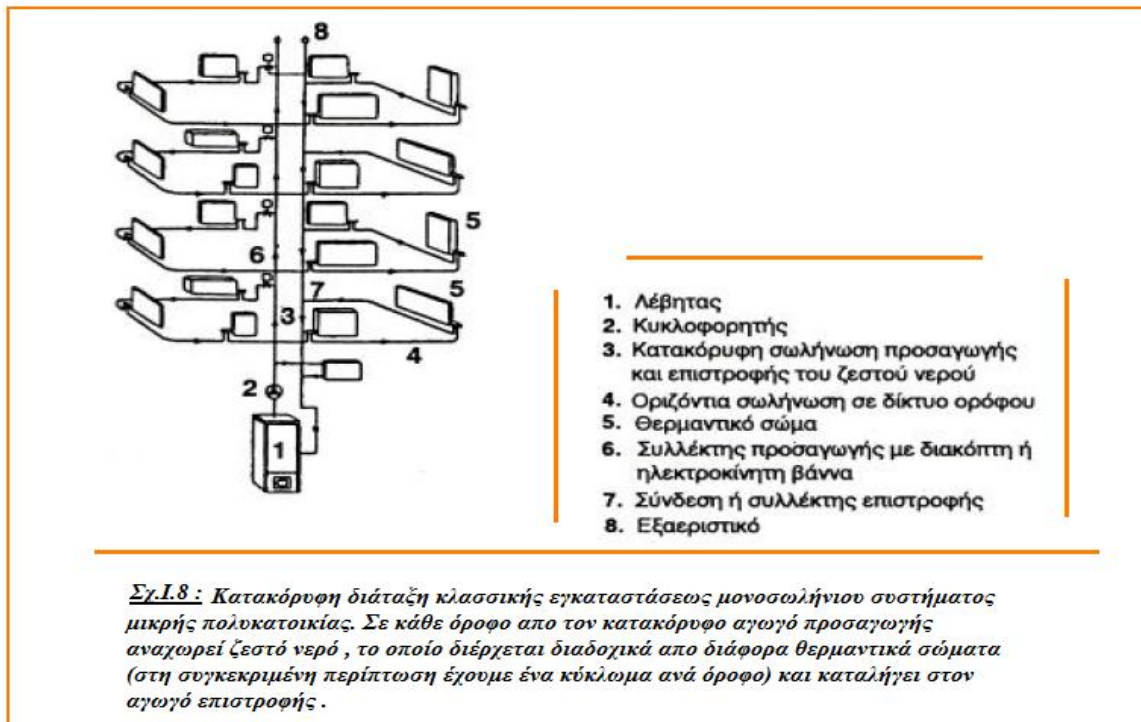 8
5
6
7
5
3
4
2
1
1. Λέβητας
2. Κυκλοφορητής
3. Κατακόρυφη σωλήνωση προσαγωγής
και επιστροφής του ζεστού νερού
4. Οριζόντια σωλήνωση σε δίκτυο ορόφου
5. Θερμαντικό σώμα
6. Συλλέκτης προσαγωγής με διακόπτη ή
ηλεκτροκίνητη βάννα
7. Σύνδεση ή συλλέκτης επιστροφής
8. Εξαεριστικό
Σχ.Ι.8 : Κατακόρυφη διάταξη κλασσικής εγκαταστάσεως μονοσωλήνιου συστήματος
μικρής πολυκατοικίας. Σε κάθε όροφο απο τον κατακόρυφο αγωγό προσαγωγής
αναχωρεί ζεστό νερό , το οποίο διέρχεται διαδοχικά απο διάφορα θερμαντικά σώματα
(στη συγκεκριμένη περίπτωση έχουμε ένα κύκλωμα ανά όροφο) και καταλήγει στον
αγωγό επιστροφής .